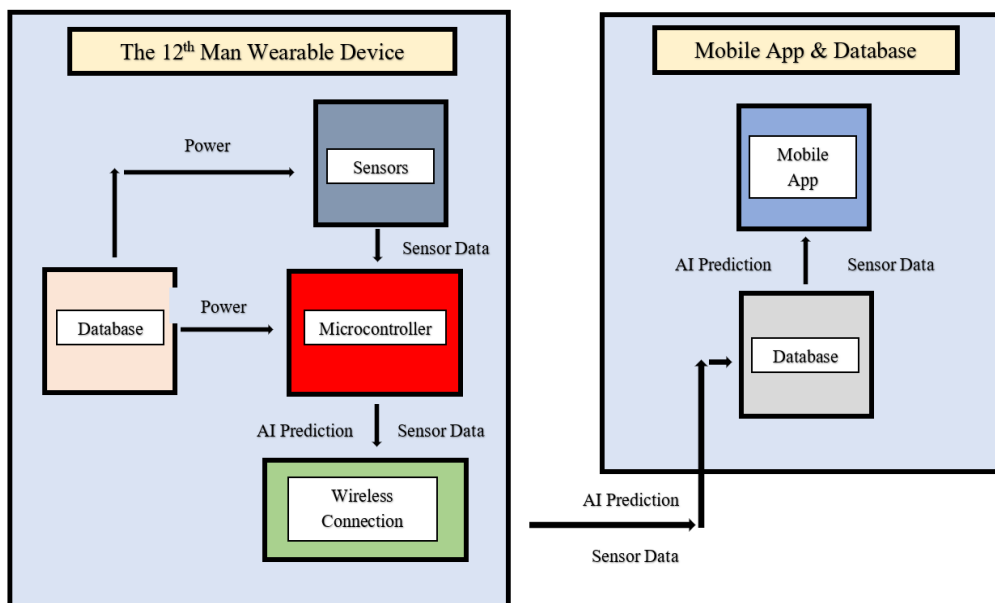 The 12th Man Wearable Device
Power
Sensors
Sensor Data
Database
Power
Microcontroller
AI Prediction
Sensor Data
Wireless
Connection
Mobile App & Database
Mobile
App
AI Prediction
Sensor Data
Database
AI Prediction
Sensor Data